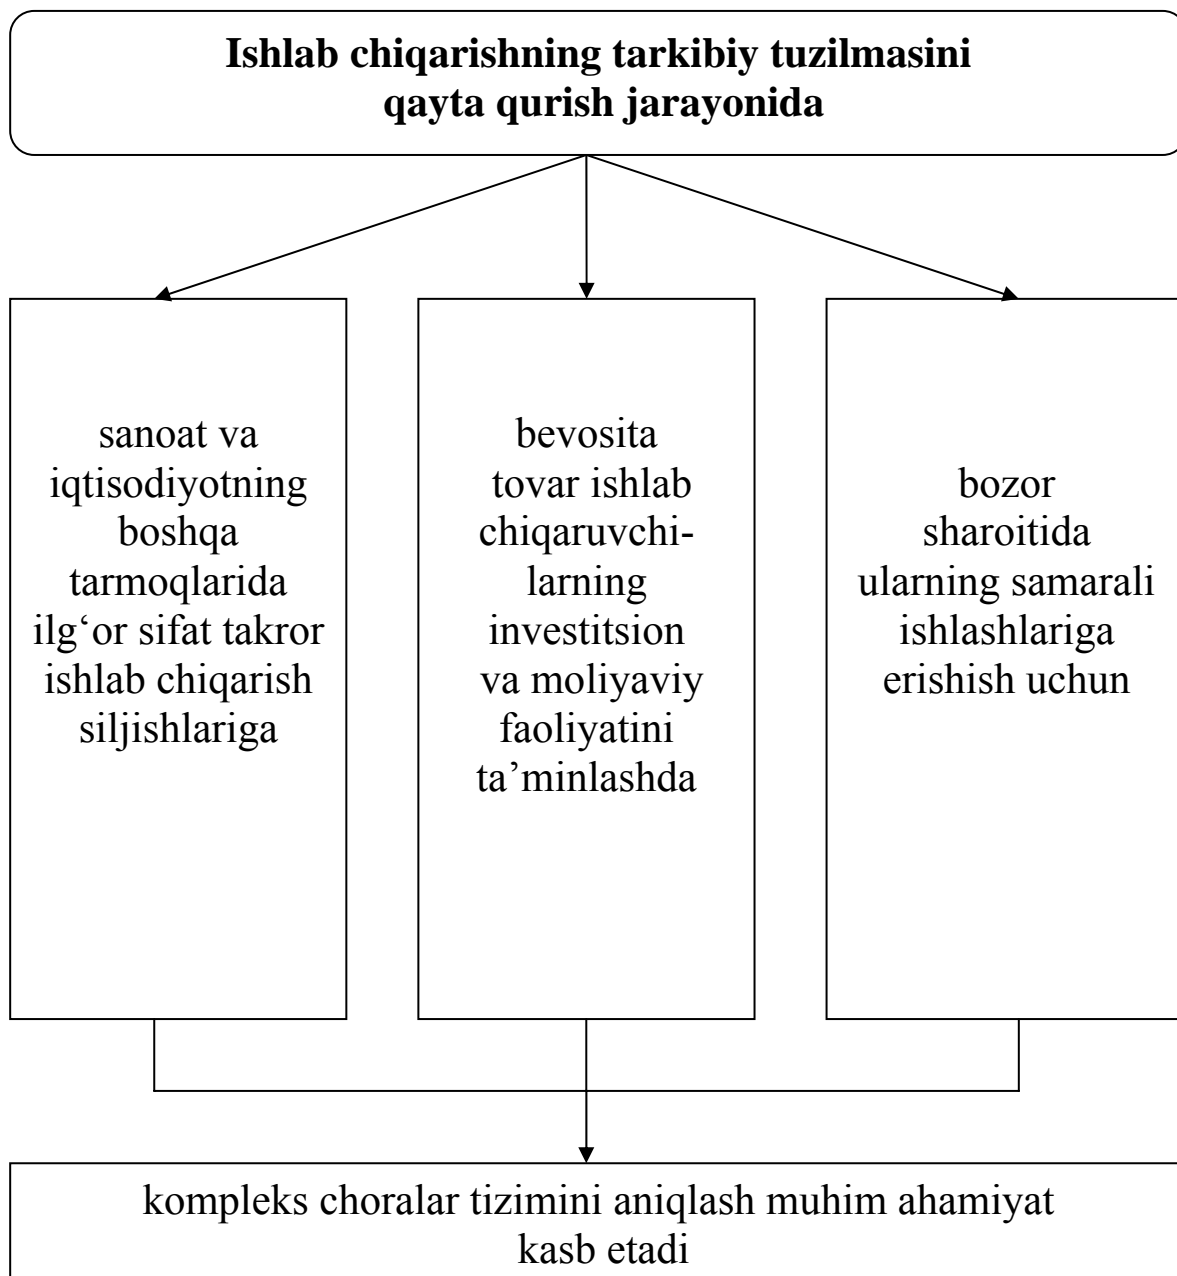 Ishlab chiqarishning tarkibiy tuzilmasini
qayta qurish jarayonida
sanoat va
iqtisodiyotning
boshqa
tarmoqlarida
ilg‘or sifat takror
ishlab chiqarish
siljishlariga
bevosita
tovar ishlab
chiqaruvchi-
larning
investitsion
va moliyaviy
faoliyatini
ta’minlashda
bozor
sharoitida
ularning samarali
ishlashlariga
erishish uchun
kompleks choralar tizimini aniqlash muhim ahamiyat
kasb etadi